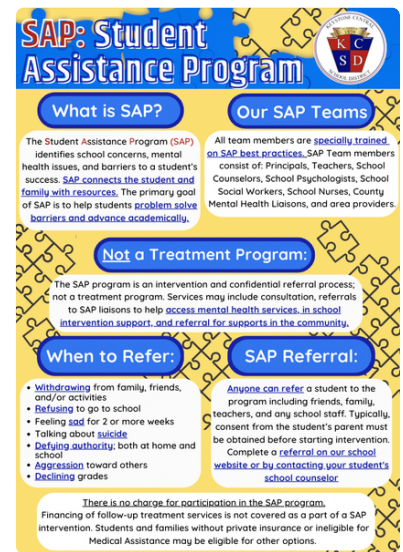 SAP: Student
Assistance Program
KEYSTONE CENTRAL
K C
S D
SCHOOL DISTRICT
What is SAP?
The Student Assistance Program (SAP)
identifies school concerns, mental
health issues, and barriers to a student's
success. SAP connects the student and
family with resources. The primary goal
of SAP is to help students problem solve
barriers and advance academically.
Our SAP Teams
All team members are specially trained
on SAP best practices. SAP Team members
consist of: Principals, Teachers, School
Counselors, School Psychologists, School
Social Workers, School Nurses, County
Mental Health Liaisons, and area providers.
Not a Treatment Program:
The SAP program is an intervention and confidential referral process;
not a treatment program. Services may include consultation, referrals
to SAP liaisons to help access mental health services, in school
intervention support, and referral for supports in the community.
When to Refer:
• Withdrawing from family, friends,
and/or activities
• Refusing to go to school
• Feeling sad for 2 or more weeks
• Talking about suicide
• Defying authority; both at home and
school
• Aggression toward others
• Declining grades
SAP Referral:
Anyone can refer a student to the
program including friends, family,
teachers, and any school staff. Typically,
consent from the student's parent must
be obtained before starting intervention.
Complete a referral on our school
website or by contacting your student's
school counselor
There is no charge for participation in the SAP program.
Financing of follow-up treatment services is not covered as a part of a SAP
intervention. Students and families without private insurance or ineligible for
Medical Assistance may be eligible for other options.